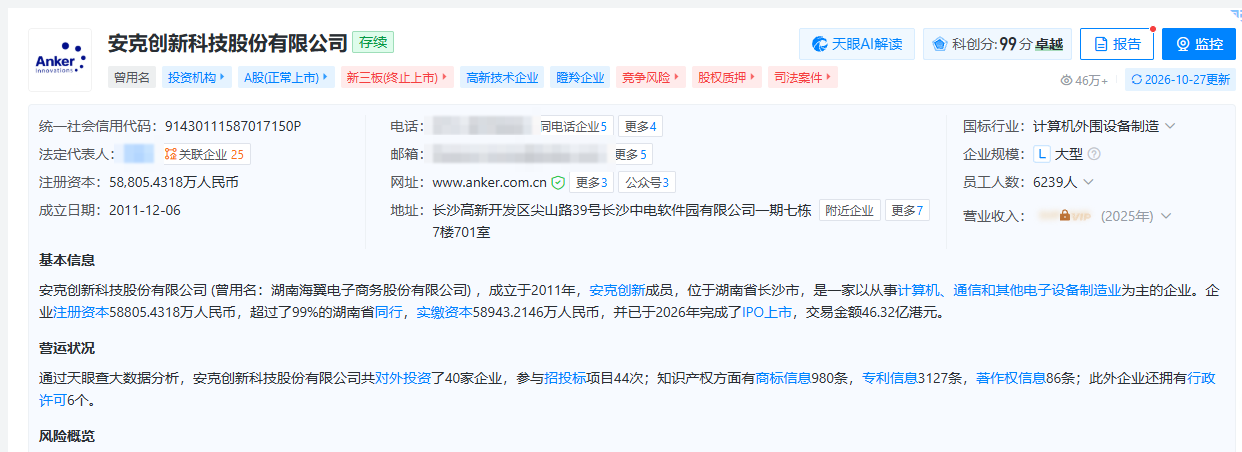 Anker
Innovations
安克创新科技股份有限公司 存续
天眼AI解读 科创分:99分 卓越 报告 监控
曾用名 投资机构 A股(正常上市) 新三板(终止上市) 高新技术企业 瞪羚企业 竞争风险 股权质押 司法案件
46万+ 2026-10-27更新
统一社会信用代码： 91430111587017150P
电话： 同电话企业5 更多4
国标行业： 计算机外围设备制造
法定代表人： 关联企业 25
邮箱： 更多5
企业规模： L 大型
注册资本： 58,805.4318万人民币
网址： www.anker.com.cn 更多3 公众号3
员工人数： 6239人
成立日期： 2011-12-06
地址： 长沙高新开发区尖山路39号长沙中电软件园有限公司一期七栋 附近企业 更多7
7楼701室
营业收入： VIP (2025年)
基本信息
安克创新科技股份有限公司 (曾用名：湖南海翼电子商务股份有限公司) ，成立于2011年，安克创新成员，位于湖南省长沙市，是一家以从事计算机、通信和其他电子设备制造业为主的企业。企
业注册资本58805.4318万人民币，超过了99%的湖南省同行，实缴资本58943.2146万人民币，并已于2026年完成了IPO上市，交易金额46.32亿港元。
营运状况
通过天眼查大数据分析，安克创新科技股份有限公司共对外投资了40家企业，参与招投标项目44次；知识产权方面有商标信息980条，专利信息3127条，著作权信息86条；此外企业还拥有行政
许可6个。
风险概览